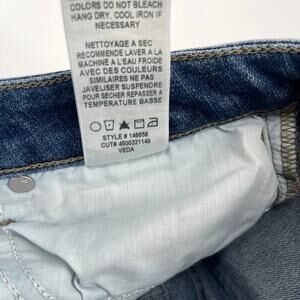 COLORS DO NOT BLEACH
HANG DRY, COOL IRON IF
NECESSARY
NETTOYAGE A SEC
RECOMMENDE LAVER A LA
MACHINE A L'EAU FROIDE
AVEC DES COULEURS
SIMILAIRES NE PAS
JAVELISER SUSPENDRE
POUR SECHER REPASSER A
TEMPERATURE BASSE
STYLE # 146658
CUT# 4500321149
VEDA